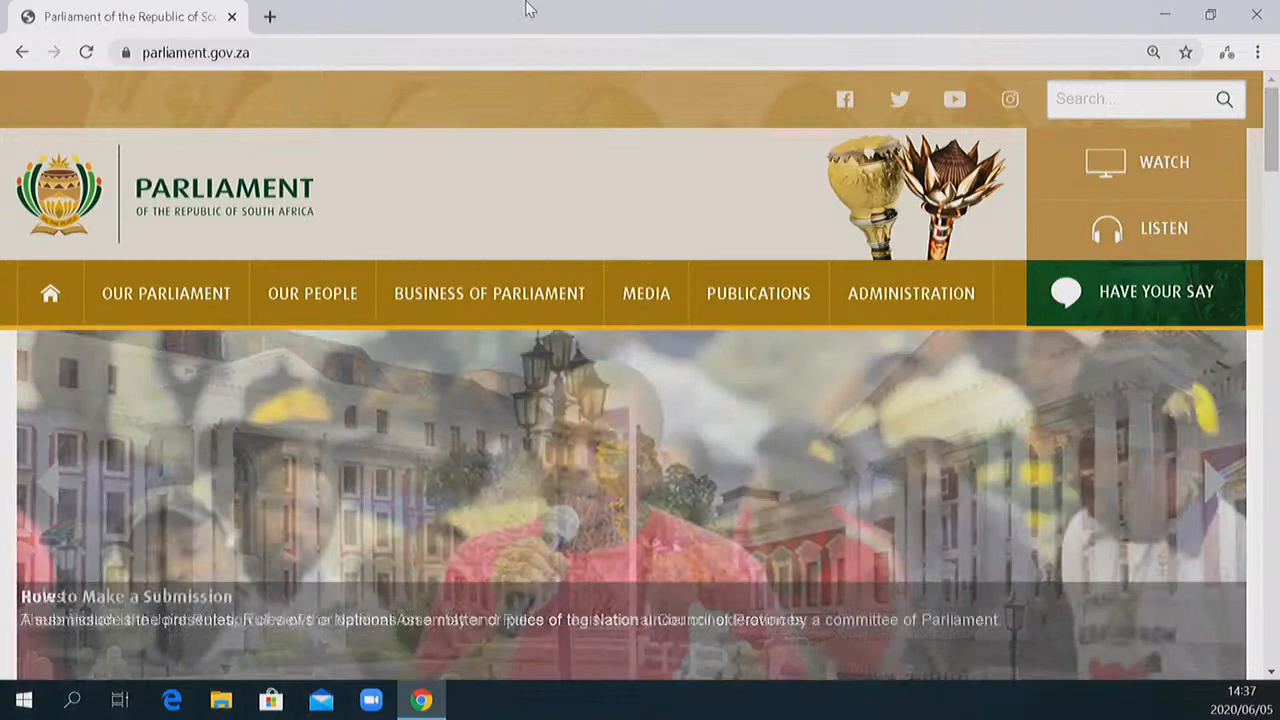 Parliament of the Republic of Sou
parliament.gov.za
Search...
PARLIAMENT
OF THE REPUBLIC OF SOUTH AFRICA
WATCH
LISTEN
OUR PARLIAMENT
OUR PEOPLE
BUSINESS OF PARLIAMENT
MEDIA
PUBLICATIONS
ADMINISTRATION
HAVE YOUR SAY
to Make a Submission
by a committee of Parliament.
14:37
2020/06/05